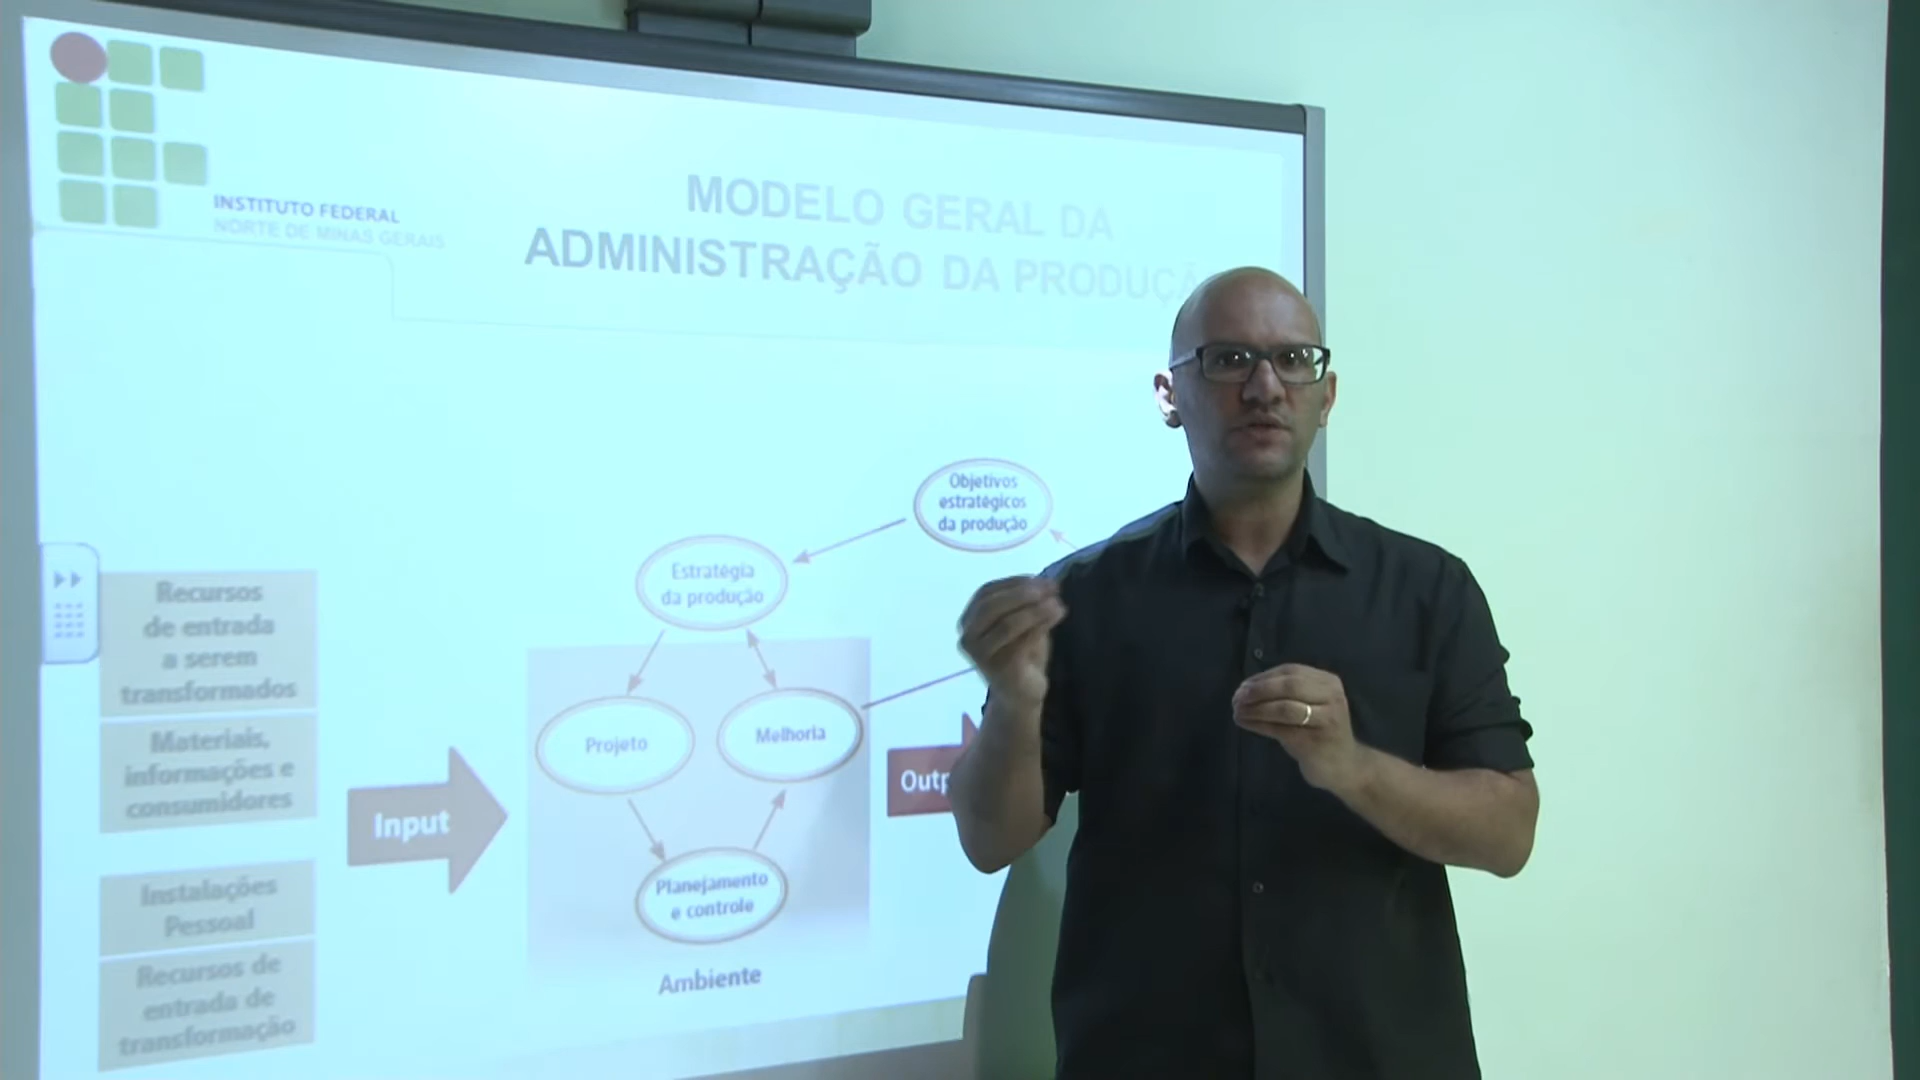 INSTITUTO FEDERAL
NORTE DE MINAS GERAIS
MODELO GERAL DA
ADMINISTRAÇÃO DA PRODUÇÃ
Objetivos
estratégicos
da produção
Estratégia
da produção
Recursos
de entrada
a serem
transformados
Materiais,
informações e
consumidores
Projeto
Melhoria
Input
Outp
Instalações
Pessoal
Planejamento
e controle
Recursos de
entrada de
transformação
Ambiente